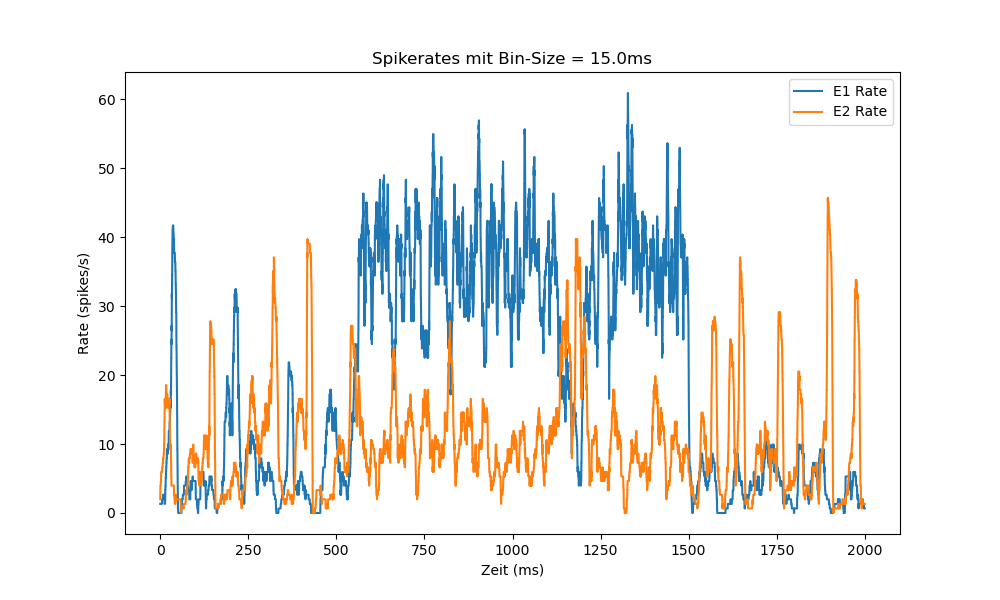 Spikerates mit Bin-Size = 15.0ms
E1 Rate
E2 Rate
Rate (spikes/s)
60
50
40
30
20
10
0
0 250 500 750 1000 1250 1500 1750 2000
Zeit (ms)